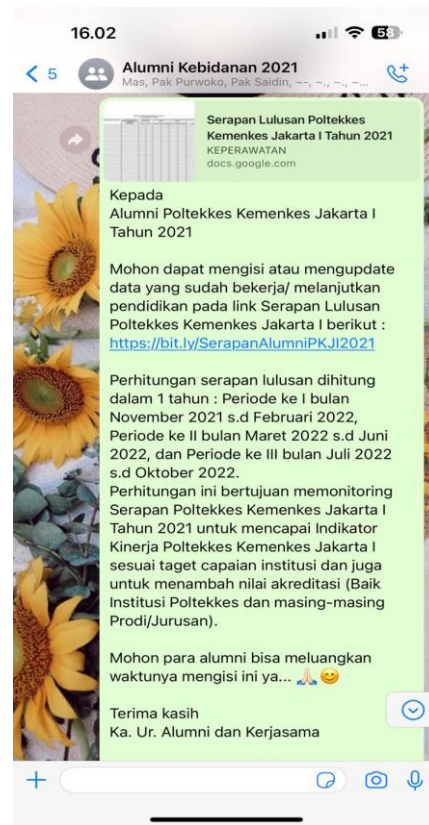 16.02
58
5
Alumni Kebidanan 2021
Mas, Pak Purwoko, Pak Saidin, ~~, ~., ~., ~...
Serapan Lulusan Poltekkes
Kemenkes Jakarta I Tahun 2021
KEPERAWATAN
docs.google.com
Kepada
Alumni Poltekkes Kemenkes Jakarta I
Tahun 2021
Mohon dapat mengisi atau mengupdate
data yang sudah bekerja/ melanjutkan
pendidikan pada link Serapan Lulusan
Poltekkes Kemenkes Jakarta I berikut :
https://bit.ly/SerapanAlumniPKJI2021
Perhitungan serapan lulusan dihitung
dalam 1 tahun : Periode ke I bulan
November 2021 s.d Februari 2022,
Periode ke II bulan Maret 2022 s.d Juni
2022, dan Periode ke III bulan Juli 2022
s.d Oktober 2022.
Perhitungan ini bertujuan memonitoring
Serapan Poltekkes Kemenkes Jakarta I
Tahun 2021 untuk mencapai Indikator
Kinerja Poltekkes Kemenkes Jakarta I
sesuai taget capaian institusi dan juga
untuk menambah nilai akreditasi (Baik
Institusi Poltekkes dan masing-masing
Prodi/Jurusan).
Mohon para alumni bisa meluangkan
waktunya mengisi ini ya... 🙏🏻😊
Terima kasih
Ka. Ur. Alumni dan Kerjasama